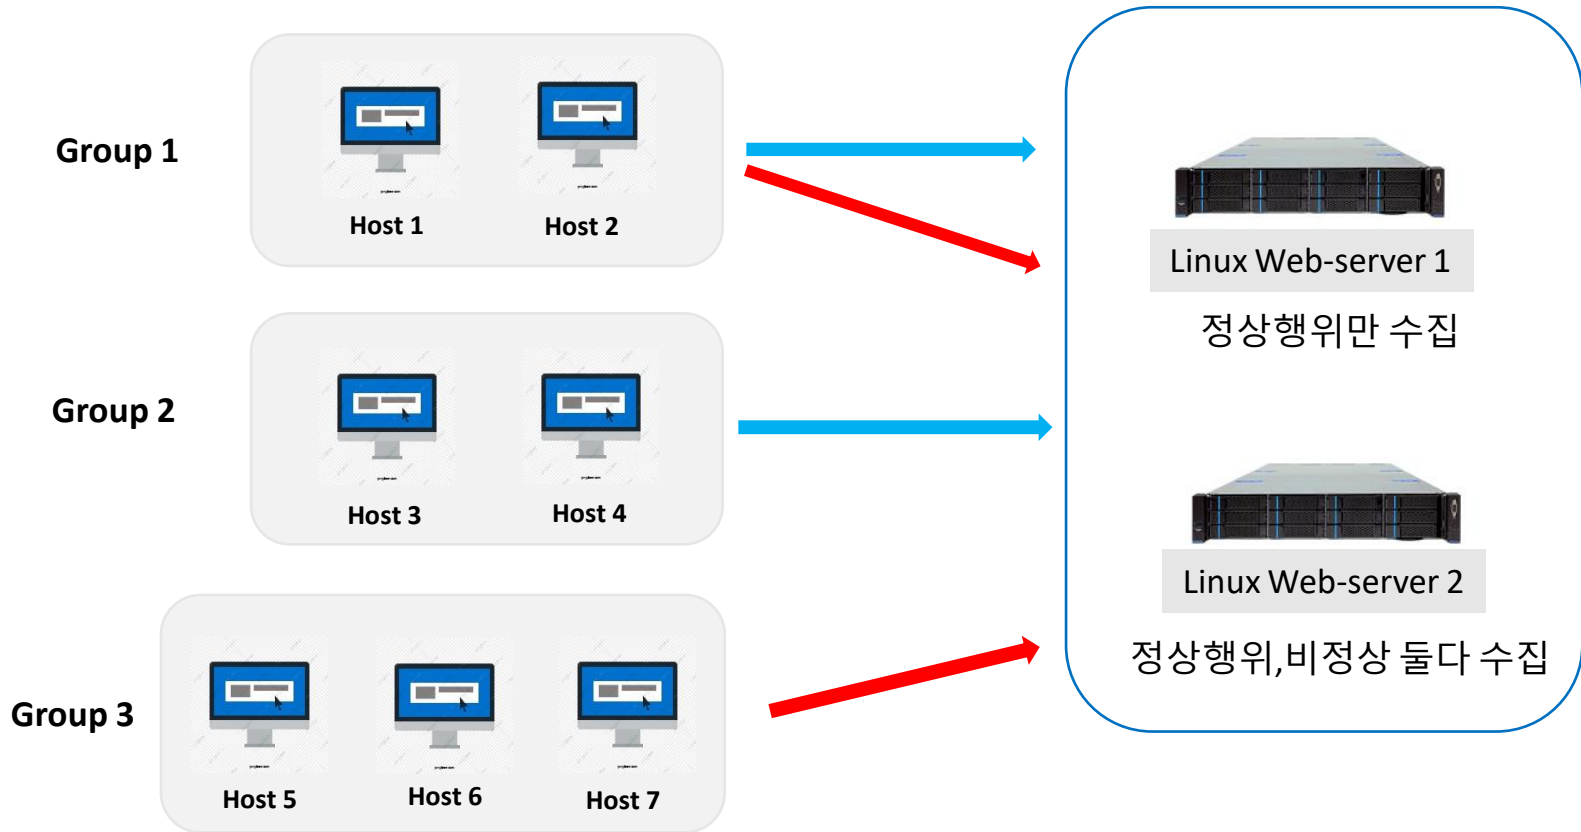 Group 1
Host 1
Host 2
Linux Web-server 1
정상행위만 수집
Group 2
Host 3
Host 4
Linux Web-server 2
정상행위,비정상 둘다 수집
Group 3
Host 5
Host 6
Host 7